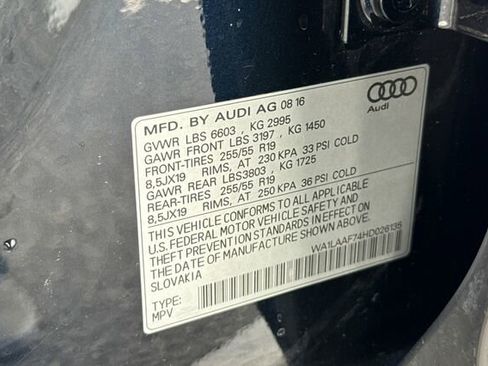 MFD. BY AUDI AG 08 16
GVWR LBS 6603 , KG 2995
GAWR FRONT LBS 3197 , KG 1450
FRONT-TIRES 255/55 R19
8,5JX19 RIMS, AT 230 KPA 33 PSI COLD
GAWR REAR LBS3803 , KG 1725
REAR-TIRES 255/55 R19
8,5JX19 RIMS, AT 250 KPA 36 PSI COLD
THIS VEHICLE CONFORMS TO ALL APPLICABLE
U.S. FEDERAL MOTOR VEHICLE SAFETY AND
THEFT PREVENTION STANDARDS IN EFFECT ON
THE DATE OF MANUFACTURE SHOWN ABOVE.
SLOVAKIA
WA1LAAF74HD026135
TYPE:
MPV
Audi